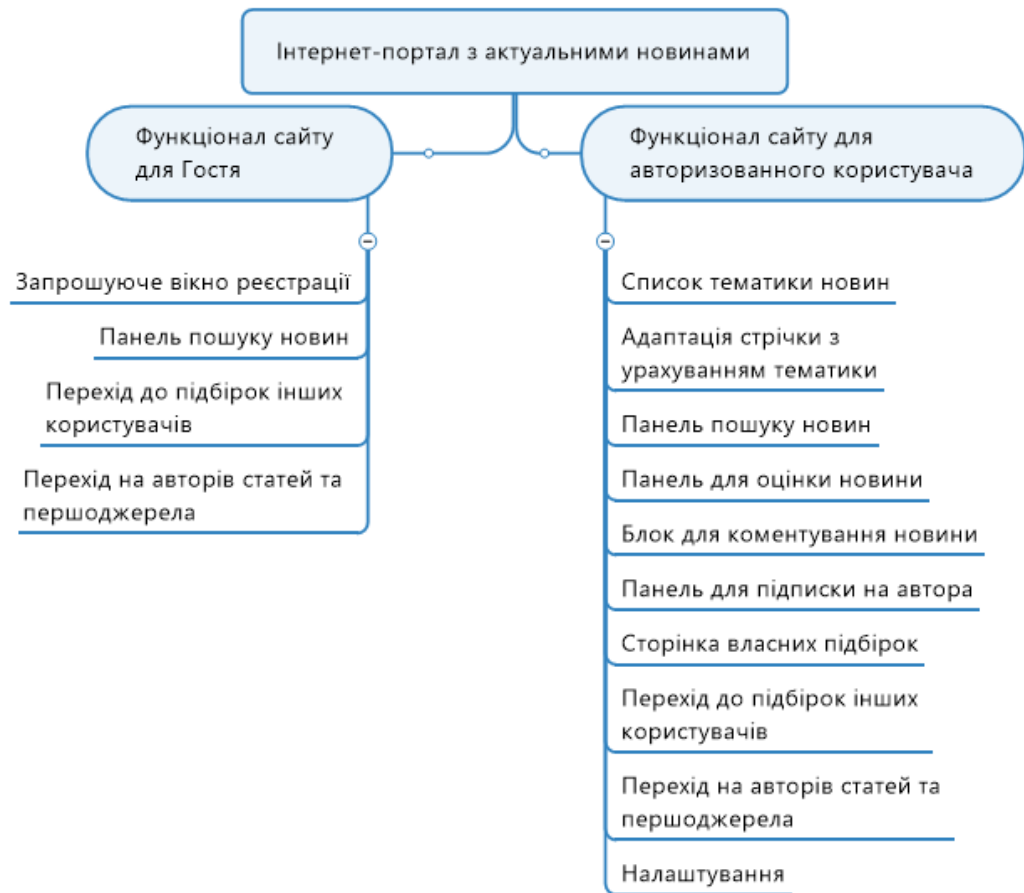 Інтернет-портал з актуальними новинами
Функціонал сайту
для Гостя
Запрошуюче вікно реєстрації
Панель пошуку новин
Перехід до підбірок інших
користувачів
Перехід на авторів статей та
першоджерела
Функціонал сайту для
авторизованного користувача
Список тематики новин
Адаптація стрічки з
урахуванням тематики
Панель пошуку новин
Панель для оцінки новини
Блок для коментування новини
Панель для підписки на автора
Сторінка власних підбірок
Перехід до підбірок інших
користувачів
Перехід на авторів статей та
першоджерела
Налаштування